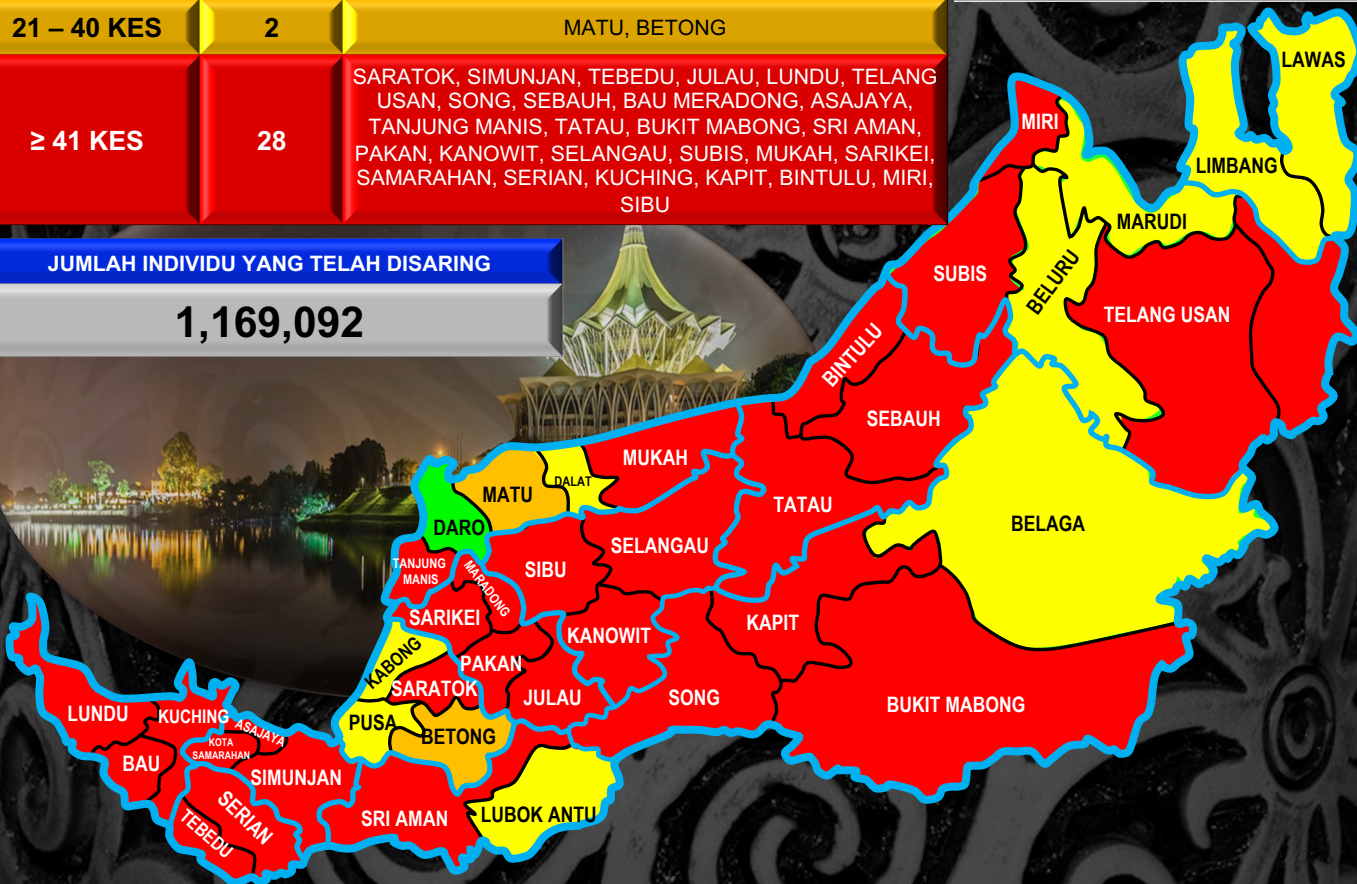 21 – 40 KES
2
MATU, BETONG
≥ 41 KES
28
SARATOK, SIMUNJAN, TEBEDU, JULAU, LUNDU, TELANG
USAN, SONG, SEBAUH, BAU MERADONG, ASAJAYA,
TANJUNG MANIS, TATAU, BUKIT MABONG, SRI AMAN,
PAKAN, KANOWIT, SELANGAU, SUBIS, MUKAH, SARIKEI,
SAMARAHAN, SERIAN, KUCHING, KAPIT, BINTULU, MIRI,
SIBU
JUMLAH INDIVIDU YANG TELAH DISARING
1,169,092
LAWAS
MIRI
LIMBANG
MARUDI
SUBIS
BELURU
TELANG USAN
BINTULU
SEBAUH
MUKAH
DALAT
MATU
TATAU
DARO
BELAGA
SELANGAU
TANJUNG
MANIS
MARADONG
SIBU
SARIKEI
KAPIT
KANOWIT
KABONG
PAKAN
SARATOK
JULAU
SONG
BUKIT MABONG
LUNDU
KUCHING
ASAJAYA
PUSA
BETONG
KOTA
SAMARAHAN
BAU
SIMUNJAN
SERIAN
TEBEDU
SRI AMAN
LUBOK ANTU